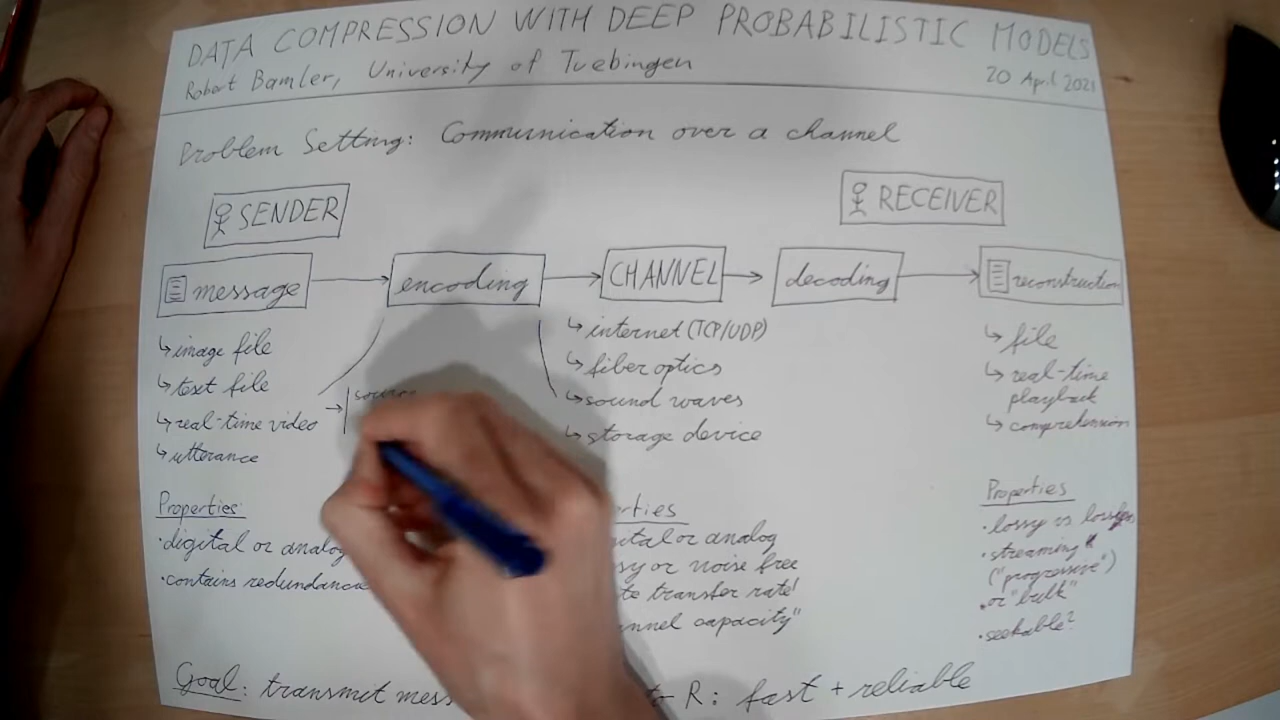 DATA COMPRESSION WITH DEEP PROBABILISTIC MODELS
Robert Bamler, University of Tuebingen
20 April 2021
Problem Setting: Communication over a channel
SENDER
RECEIVER
message
encoding
CHANNEL
decoding
reconstruction
↳ image file
↳ text file
↳ real-time video
↳ utterance
→ source
↳ internet (TCP/UDP)
↳ fiber optics
↳ sound waves
↳ storage device
↳ file
↳ real-time
playback
↳ comprehension
Properties:
· digital or analog
· contains
or analog
or noise free
transfer rate
capacity"
Properties
· lossy vs lossless
· streaming"
("progressive")
· or "bulk"
· seekable?
Goal: transmit R: fast + reliable